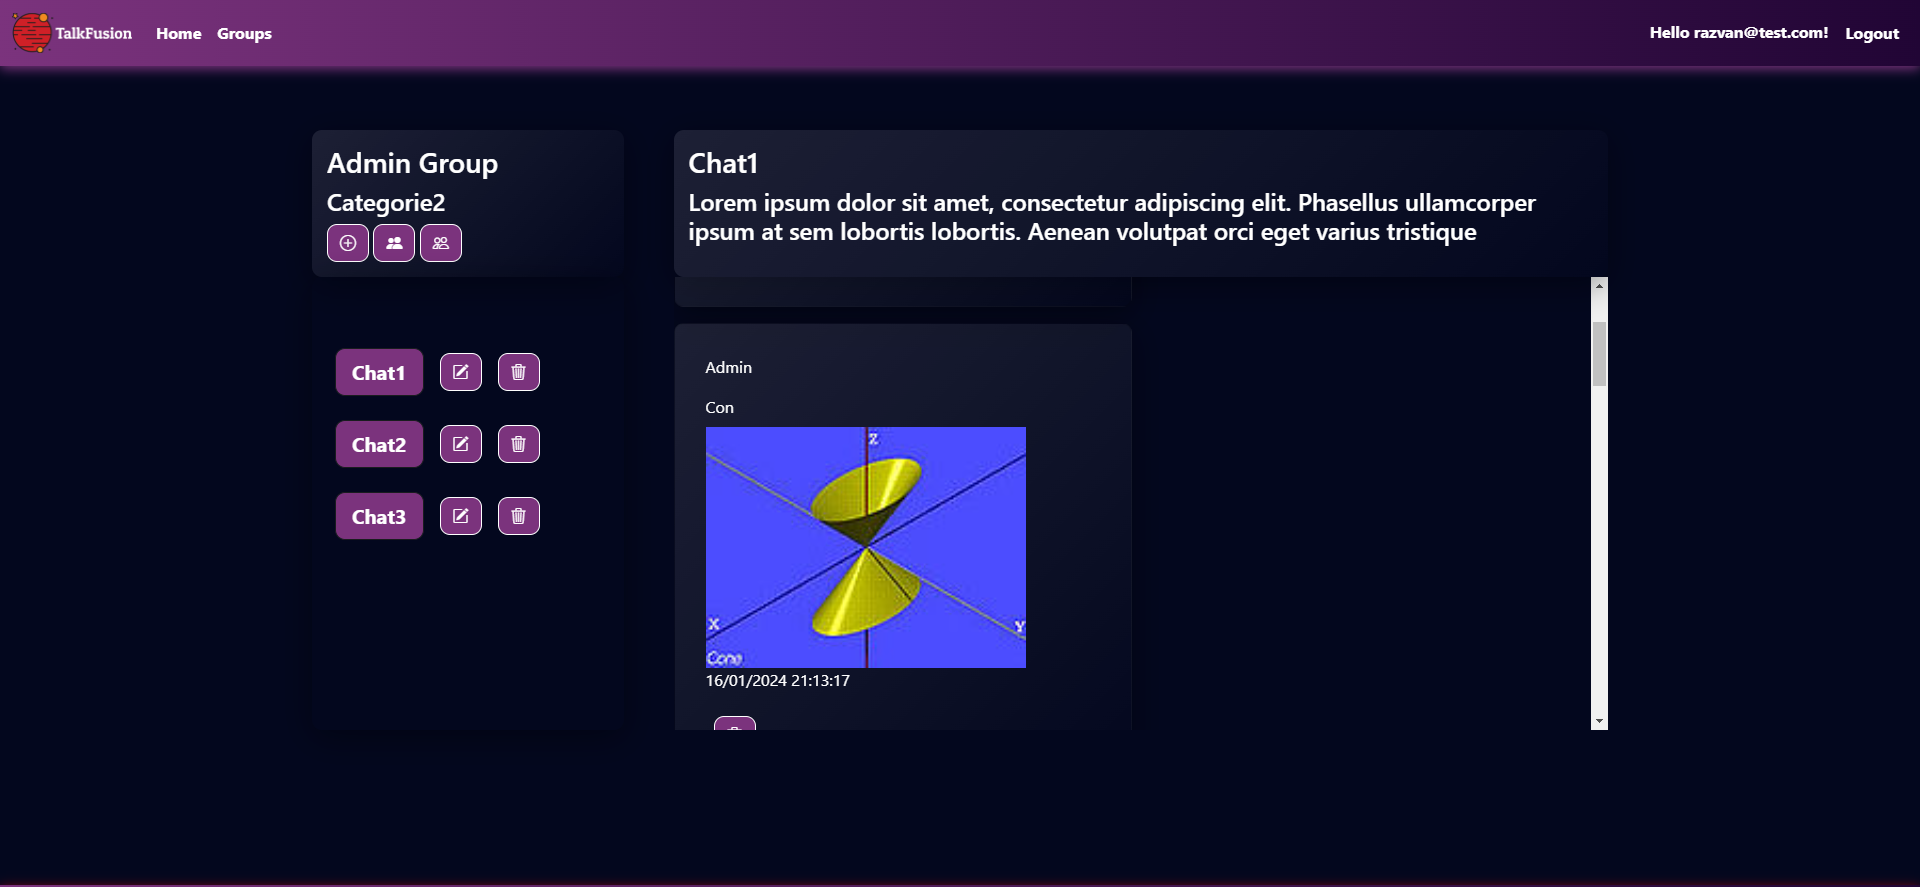 TalkFusion
Home
Groups
Hello razvan@test.com!
Logout
Admin Group
Categorie2
Chat1
Chat2
Chat3
Chat1
Lorem ipsum dolor sit amet, consectetur adipiscing elit. Phasellus ullamcorper
ipsum at sem lobortis lobortis. Aenean volutpat orci eget varius tristique
Admin
Con
Z
X
Y
Cone
16/01/2024 21:13:17